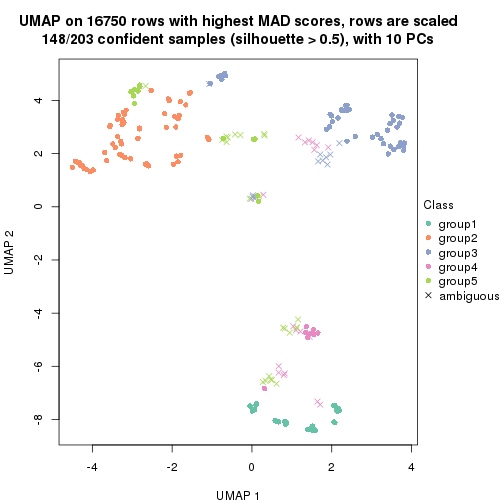 UMAP on 16750 rows with highest MAD scores, rows are scaled
148/203 confident samples (silhouette > 0.5), with 10 PCs
4
2
0
-2
-4
-6
-8
UMAP 2
-4
-2
0
2
4
UMAP 1
Class
group1
group2
group3
group4
group5
ambiguous